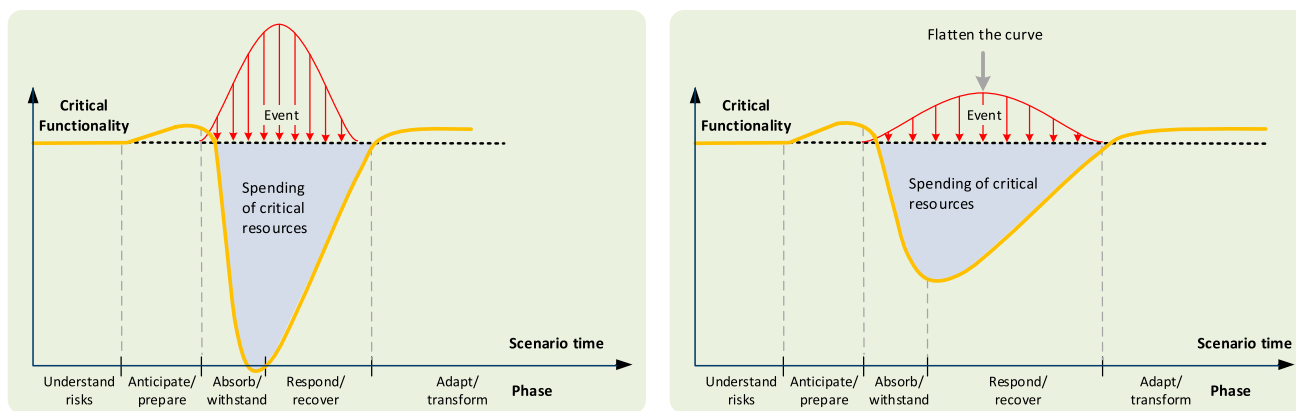 Critical
Functionality
Event
Spending
of critical
resources
Scenario time
Understand
risks
Anticipate/
prepare
Absorb/
withstand
Respond/
recover
Adapt/
transform
Phase
Flatten the curve
Critical
Functionality
Event
Spending of critical
resources
Scenario time
Understand
risks
Anticipate/
prepare
Absorb/
withstand
Respond/
recover
Adapt/
transform
Phase